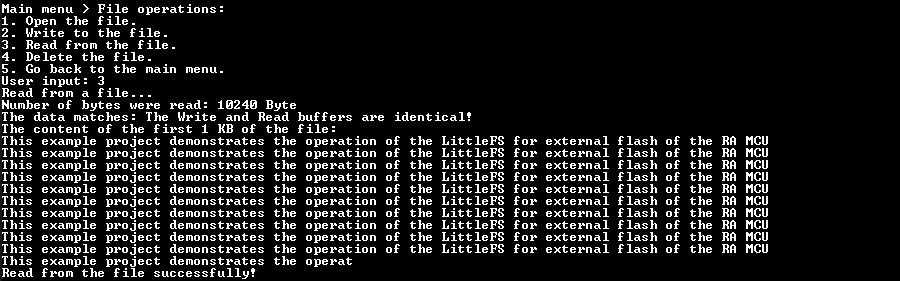 Main menu > File operations:
1. Open the file.
2. Write to the file.
3. Read from the file.
4. Delete the file.
5. Go back to the main menu.
User input: 3
Read from a file...
Number of bytes were read: 10240 Byte
The data matches: The Write and Read buffers are identical!
The content of the first 1 KB of the file:
This example project demonstrates the operation of the LittleFS for external flash of the RA MCU
This example project demonstrates the operation of the LittleFS for external flash of the RA MCU
This example project demonstrates the operation of the LittleFS for external flash of the RA MCU
This example project demonstrates the operation of the LittleFS for external flash of the RA MCU
This example project demonstrates the operation of the LittleFS for external flash of the RA MCU
This example project demonstrates the operation of the LittleFS for external flash of the RA MCU
This example project demonstrates the operation of the LittleFS for external flash of the RA MCU
This example project demonstrates the operation of the LittleFS for external flash of the RA MCU
This example project demonstrates the operation of the LittleFS for external flash of the RA MCU
This example project demonstrates the operation of the LittleFS for external flash of the RA MCU
This example project demonstrates the operat
Read from the file successfully!